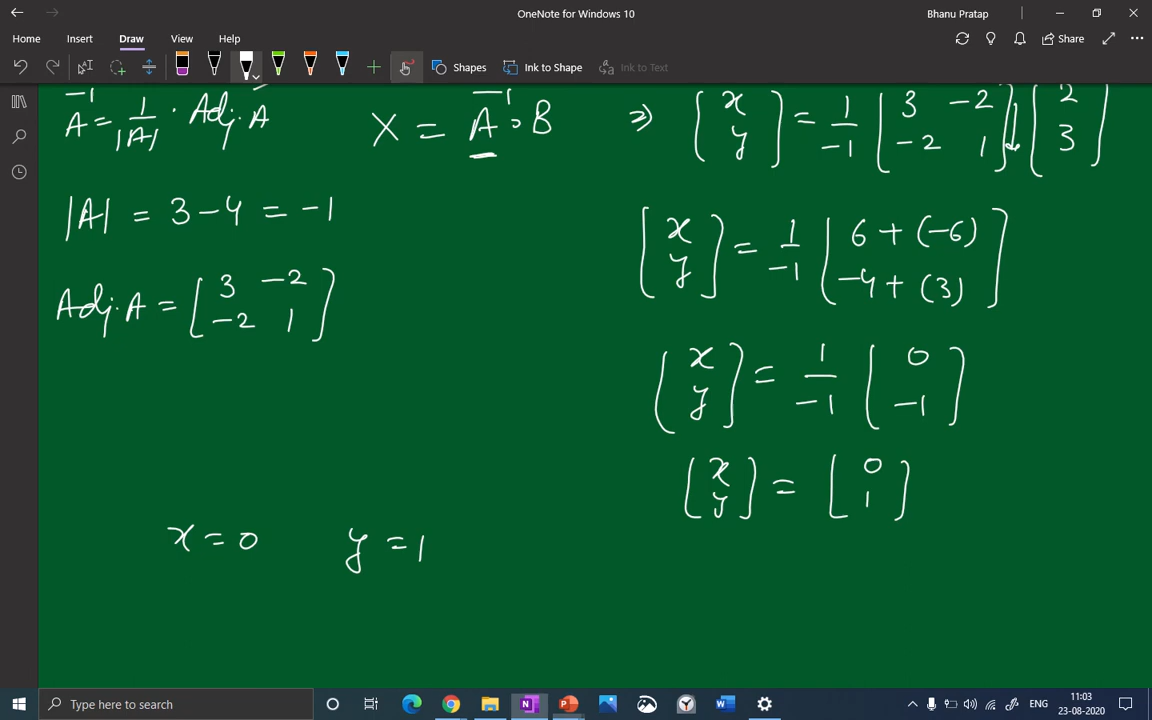 OneNote for Windows 10
Bhanu Pratap
Home Insert Draw View Help
Share
Shapes
Ink to Shape
Ink to Text
A⁻¹ = 1/|A| · Adj. A
X = A⁻¹ · B
|A| = 3 - 4 = -1
Adj. A = [3 -2
-2 1]
x = 0 y = 1
⇒ [x
y] = 1/-1 [3 -2
-2 1] [2
3]
[x
y] = 1/-1 [6 + (-6)
-4 + (3)]
[x
y] = 1/-1 [0
-1]
[x
y] = [0
1]
Type here to search
ENG
11:03
23-08-2020